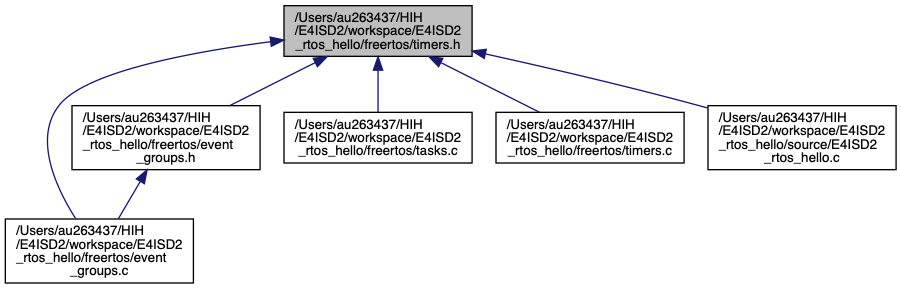 /Users/au263437/HIH
/E4ISD2/workspace/E4ISD2
_rtos_hello/freertos/timers.h
/Users/au263437/HIH
/E4ISD2/workspace/E4ISD2
_rtos_hello/freertos/event
_groups.h
/Users/au263437/HIH
/E4ISD2/workspace/E4ISD2
_rtos_hello/freertos/tasks.c
/Users/au263437/HIH
/E4ISD2/workspace/E4ISD2
_rtos_hello/freertos/timers.c
/Users/au263437/HIH
/E4ISD2/workspace/E4ISD2
_rtos_hello/source/E4ISD2
_rtos_hello.c
/Users/au263437/HIH
/E4ISD2/workspace/E4ISD2
_rtos_hello/freertos/event
_groups.c